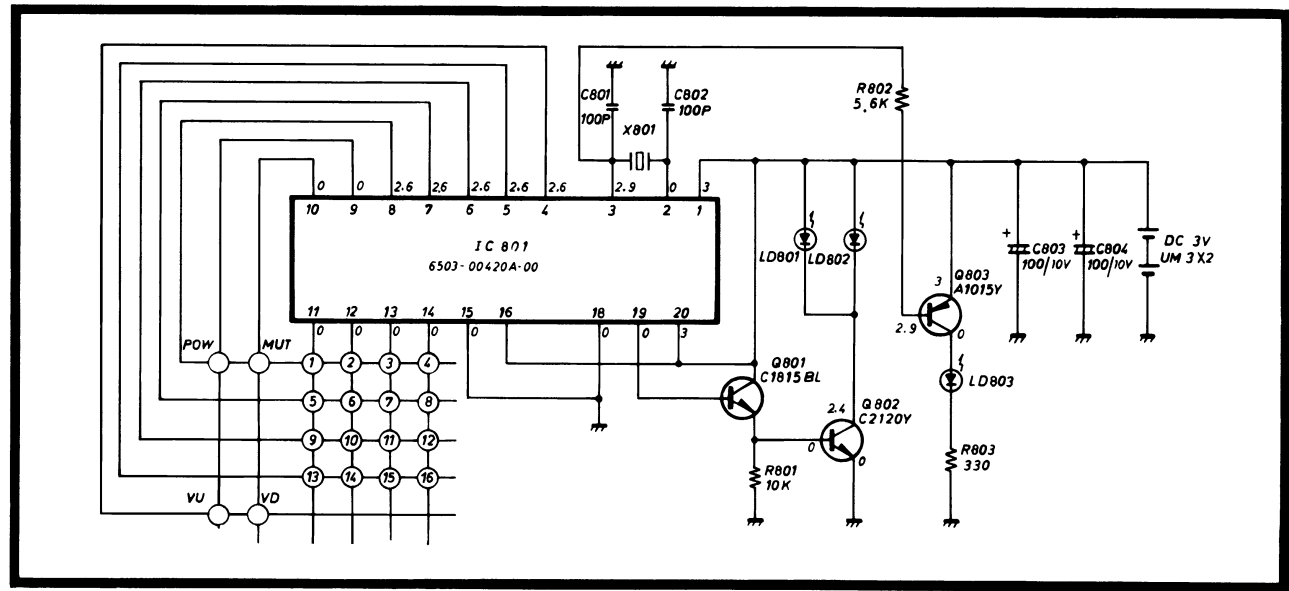 C801
100P
C802
100P
X801
R802
5.6K
0 0 2.6 2.6 2.6 2.6 2.6 2.9 0 3
10 9 8 7 6 5 4 3 2 1
IC 801
6503-00420A-00
11 12 13 14 15 16 18 19 20
0 0 0 0 0 0 0 3
LD801 LD802
C803
100/10V
+
C804
100/10V
+
DC 3V
UM 3X2
3
Q803
A1015Y
2.9
0
LD803
R803
330
POW MUT
1 2 3 4
5 6 7 8
9 10 11 12
13 14 15 16
VU VD
Q801
C1815BL
2.4
Q802
C2120Y
0
0
R801
10K